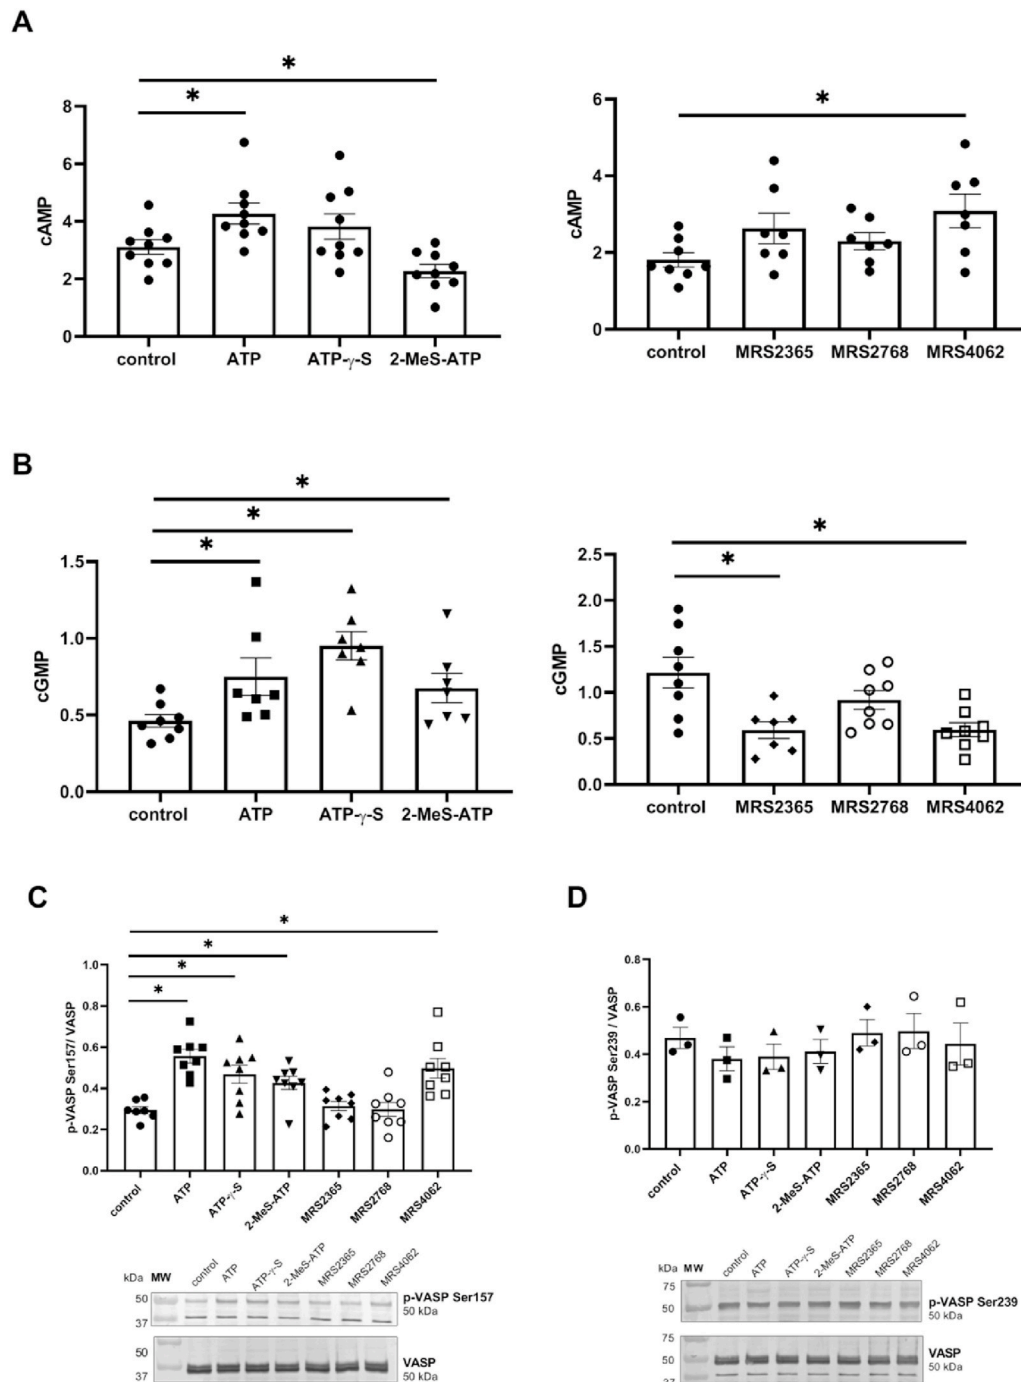 A
*
*
8
6
4
2
0
cAMP
control ATP ATP-γ-S 2-MeS-ATP
*
6
4
2
0
cAMP
control MRS2365 MRS2768 MRS4062
B
*
*
*
1.5
1.0
0.5
0.0
cGMP
control ATP ATP-γ-S 2-MeS-ATP
*
*
2.5
2.0
1.5
1.0
0.5
0.0
cGMP
control MRS2365 MRS2768 MRS4062
C
*
*
*
*
1.0
0.8
0.6
0.4
0.2
0.0
p-VASP Ser157/ VASP
control ATP ATP-γ-S 2-MeS-ATP MRS2365 MRS2768 MRS4062
kDa MW control ATP ATP-γ-S 2-MeS-ATP MRS2365 MRS2768 MRS4062
50
37
p-VASP Ser157
50 kDa
50
37
VASP
50 kDa
D
0.8
0.6
0.4
0.2
0.0
p-VASP Ser239 / VASP
control ATP ATP-γ-S 2-MeS-ATP MRS2365 MRS2768 MRS4062
kDa MW control ATP ATP-γ-S 2-MeS-ATP MRS2365 MRS2768 MRS4062
75
50
p-VASP Ser239
50 kDa
75
50
37
VASP
50 kDa